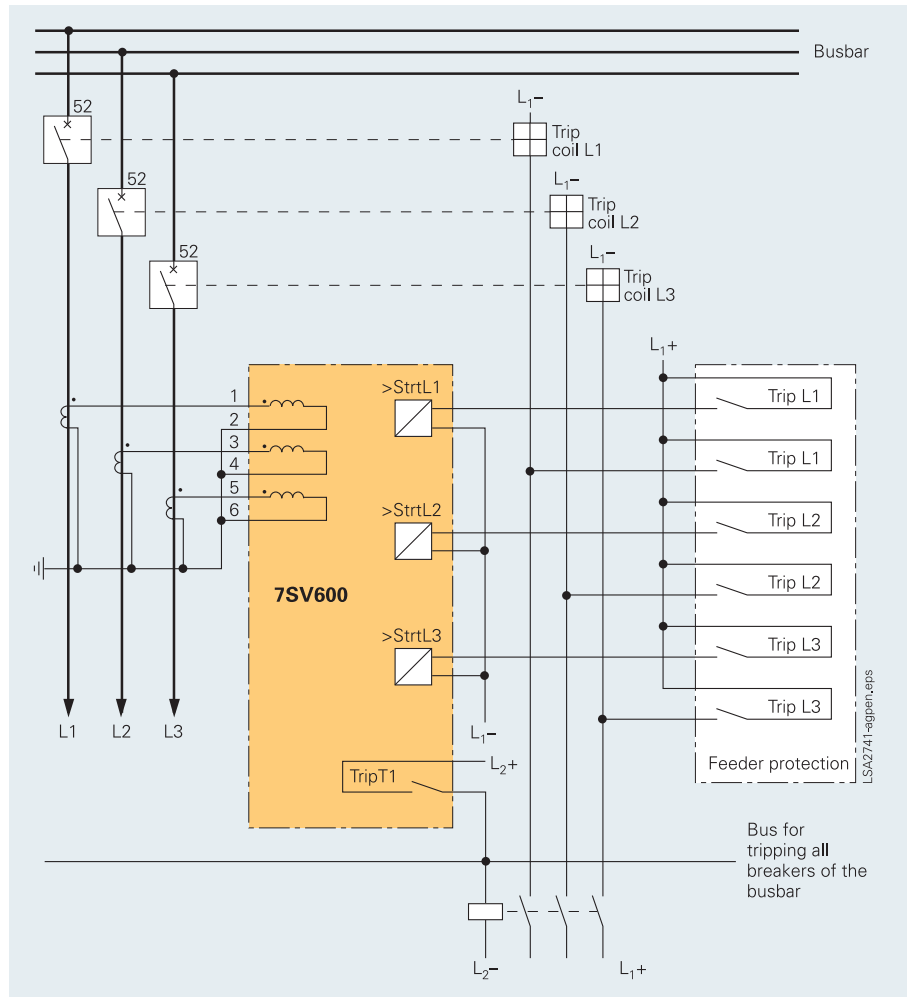 Busbar
52
52
52
L1–
Trip
coil L1
L1–
Trip
coil L2
L1–
Trip
coil L3
L1+
1
2
3
4
5
6
>StrtL1
>StrtL2
>StrtL3
7SV600
Trip L1
Trip L1
Trip L2
Trip L2
Trip L3
Trip L3
Feeder protection
LSA2741-agpen.eps
L1
L2
L3
L1–
L2+
TripT1
Bus for
tripping all
breakers of the
busbar
L2–
L1+